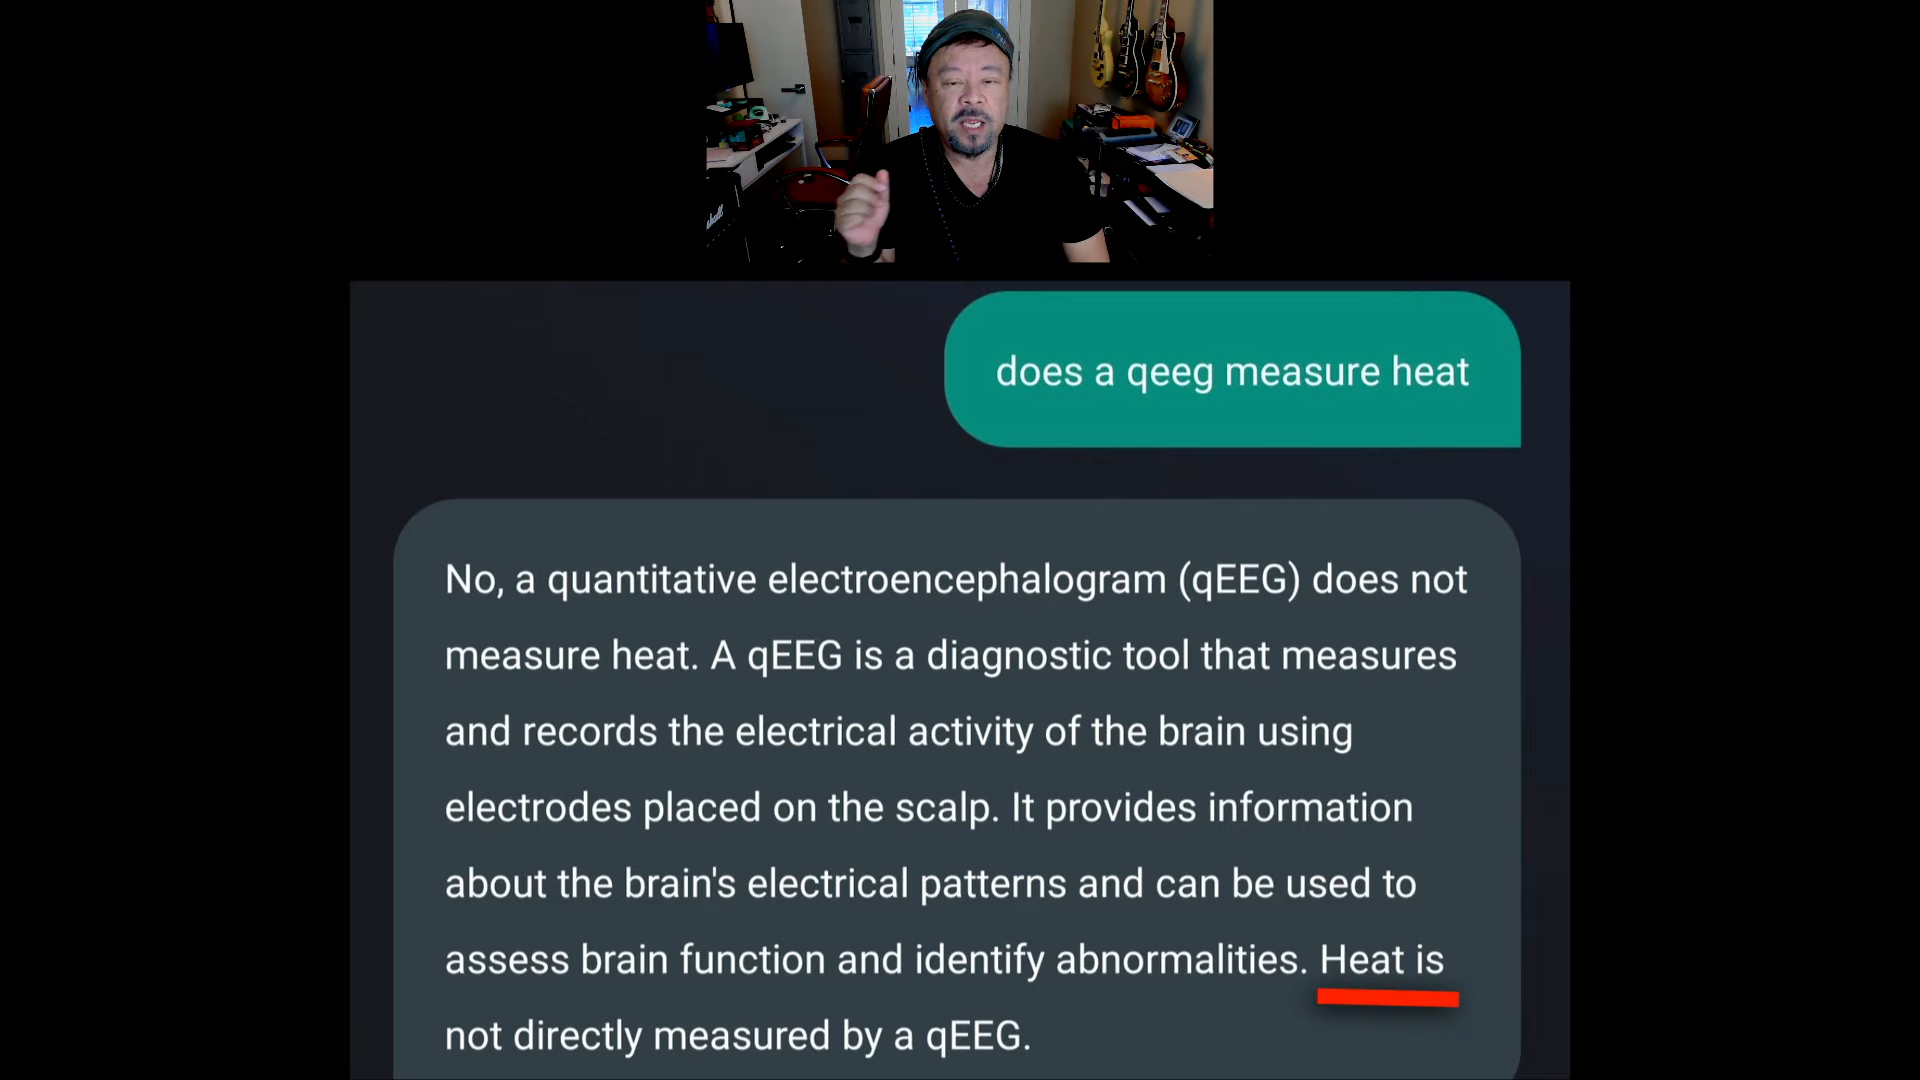 Marshall
does a qeeg measure heat
No, a quantitative electroencephalogram (qEEG) does not
measure heat. A qEEG is a diagnostic tool that measures
and records the electrical activity of the brain using
electrodes placed on the scalp. It provides information
about the brain's electrical patterns and can be used to
assess brain function and identify abnormalities. Heat is
not directly measured by a qEEG.